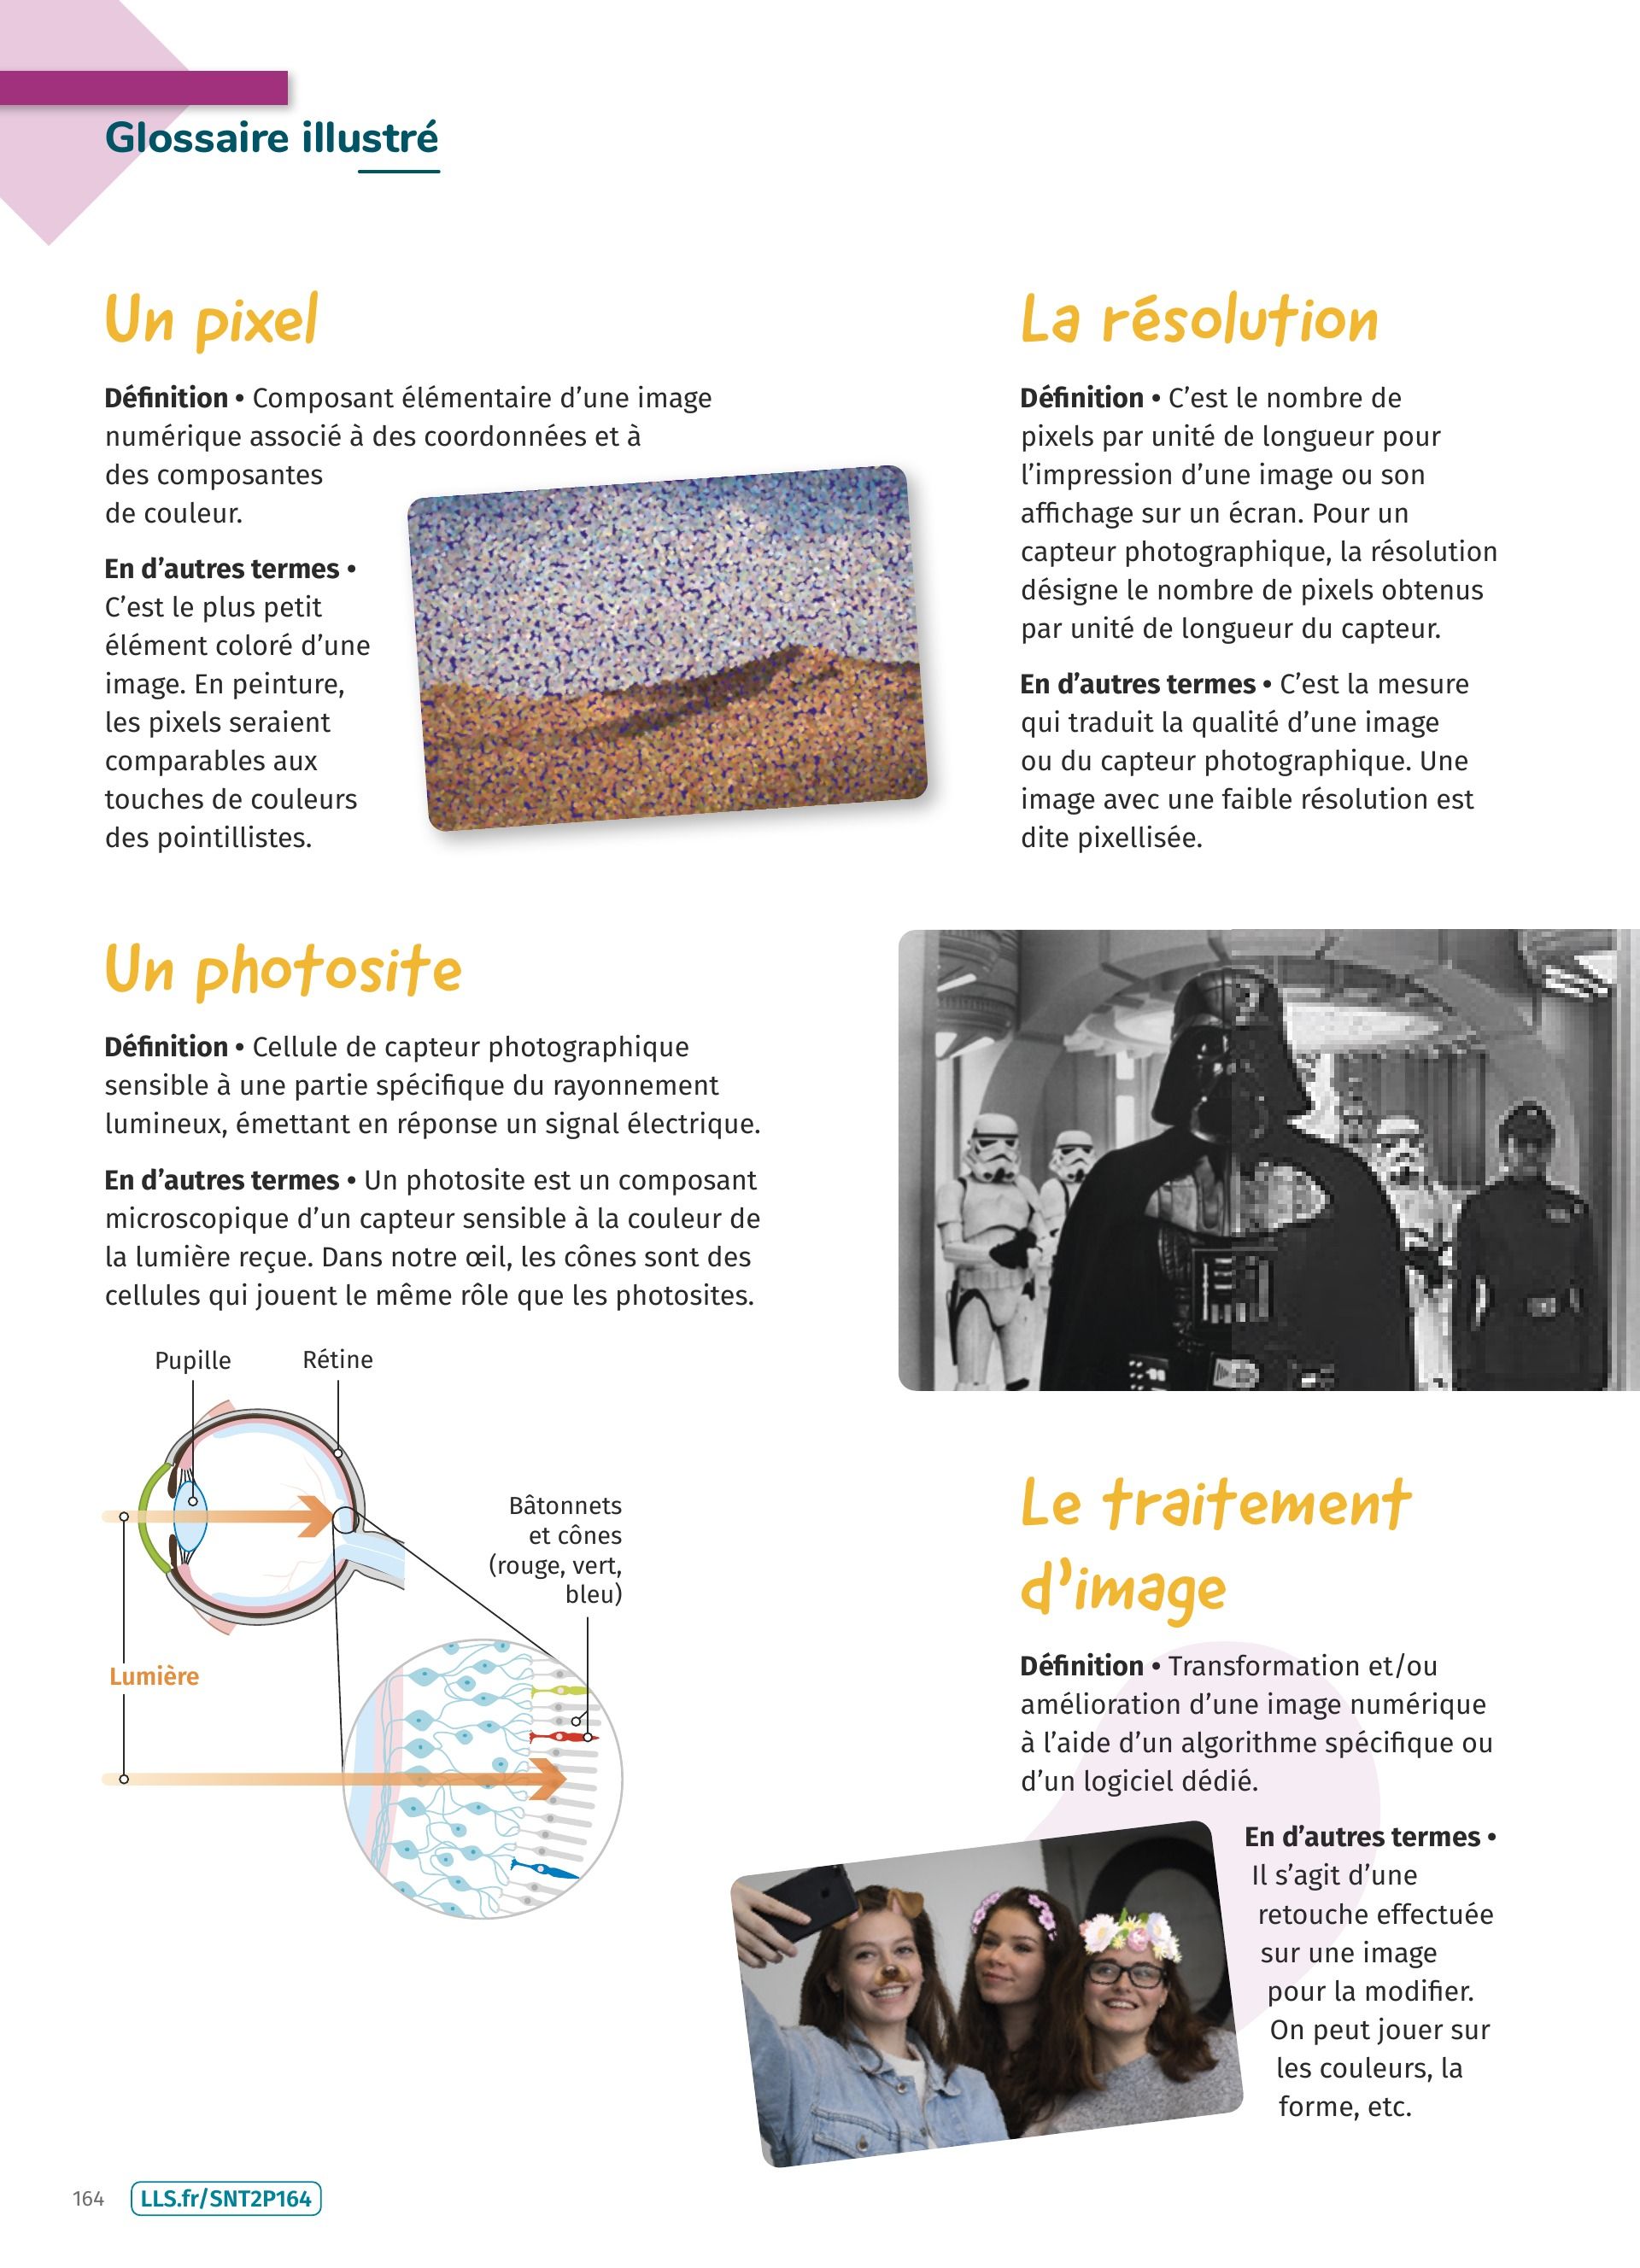 Glossaire illustré
Un pixel
Définition • Composant élémentaire d’une image
numérique associé à des coordonnées et à
des composantes
de couleur.
En d’autres termes •
C’est le plus petit
élément coloré d’une
image. En peinture,
les pixels seraient
comparables aux
touches de couleurs
des pointillistes.
La résolution
Définition • C’est le nombre de
pixels par unité de longueur pour
l’impression d’une image ou son
affichage sur un écran. Pour un
capteur photographique, la résolution
désigne le nombre de pixels obtenus
par unité de longueur du capteur.
En d’autres termes • C’est la mesure
qui traduit la qualité d’une image
ou du capteur photographique. Une
image avec une faible résolution est
dite pixellisée.
Un photosite
Définition • Cellule de capteur photographique
sensible à une partie spécifique du rayonnement
lumineux, émettant en réponse un signal électrique.
En d’autres termes • Un photosite est un composant
microscopique d’un capteur sensible à la couleur de
la lumière reçue. Dans notre œil, les cônes sont des
cellules qui jouent le même rôle que les photosites.
Pupille
Rétine
Bâtonnets
et cônes
(rouge, vert,
bleu)
Lumière
Le traitement
d’image
Définition • Transformation et/ou
amélioration d’une image numérique
à l’aide d’un algorithme spécifique ou
d’un logiciel dédié.
En d’autres termes •
Il s’agit d’une
retouche effectuée
sur une image
pour la modifier.
On peut jouer sur
les couleurs, la
forme, etc.
164
LLS.fr/SNT2P164